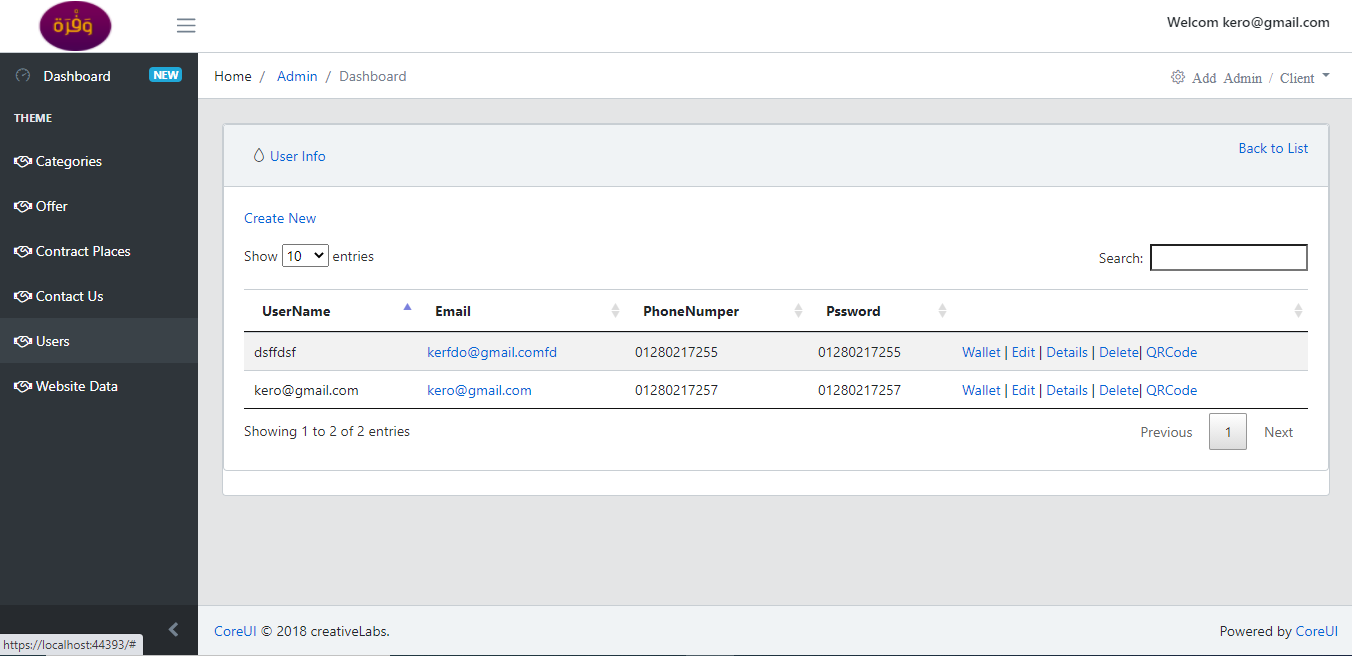 وَفْرَة
Welcom kero@gmail.com
Dashboard NEW
Home / Admin / Dashboard
Add Admin / Client
THEME
Categories
Offer
Contract Places
Contact Us
Users
Website Data
User Info
Back to List
Create New
Show 10 entries
Search:
UserName Email PhoneNumper Pssword
dsffdsf kerfdo@gmail.comfd 01280217255 01280217255 Wallet | Edit | Details | Delete| QRCode
kero@gmail.com kero@gmail.com 01280217257 01280217257 Wallet | Edit | Details | Delete| QRCode
Showing 1 to 2 of 2 entries
Previous 1 Next
CoreUI © 2018 creativeLabs.
Powered by CoreUI
https://localhost:44393/#